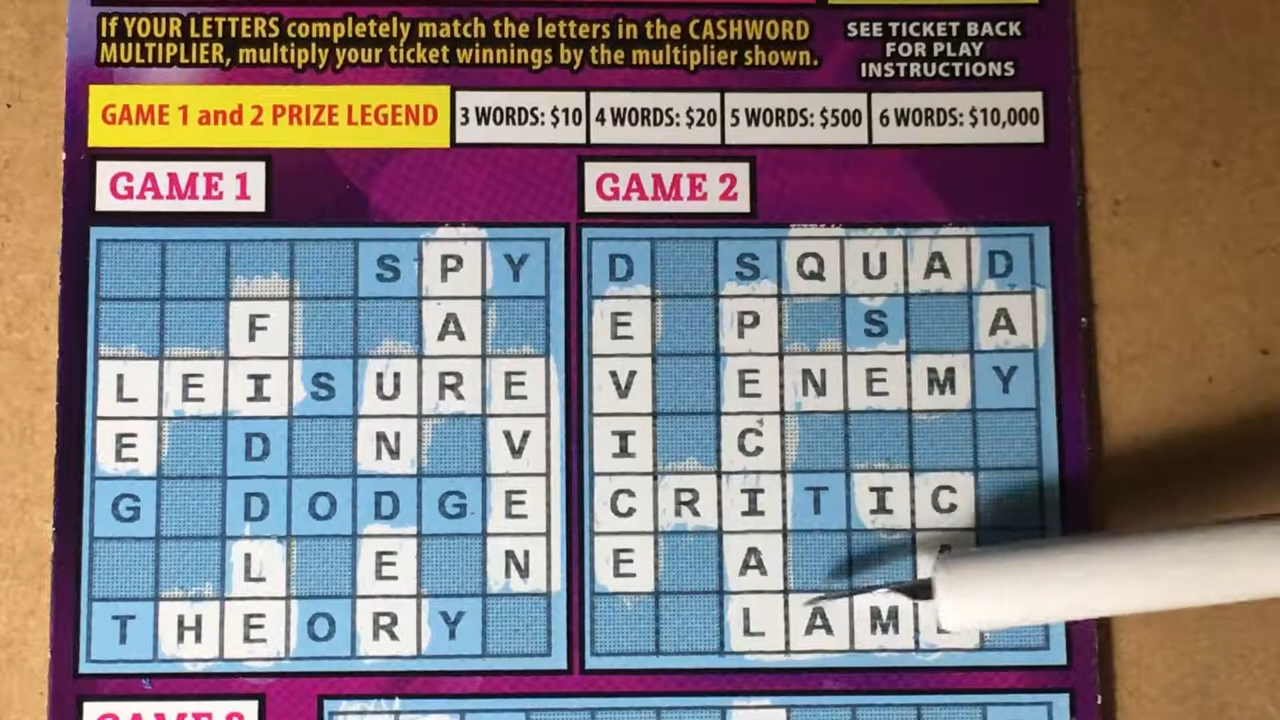 If YOUR LETTERS completely match the letters in the CASHWORD
MULTIPLIER, multiply your ticket winnings by the multiplier shown.
SEE TICKET BACK
FOR PLAY
INSTRUCTIONS
GAME 1 and 2 PRIZE LEGEND
3 WORDS: $10
4 WORDS: $20
5 WORDS: $500
6 WORDS: $10,000
GAME 1
S P Y
F A
L E I S U R E
E D N V
G D O D G E
L E N
T H E O R Y
GAME 2
D S Q U A D
E P S A
V E N E M Y
I C
C R I T I C
E A
L A M